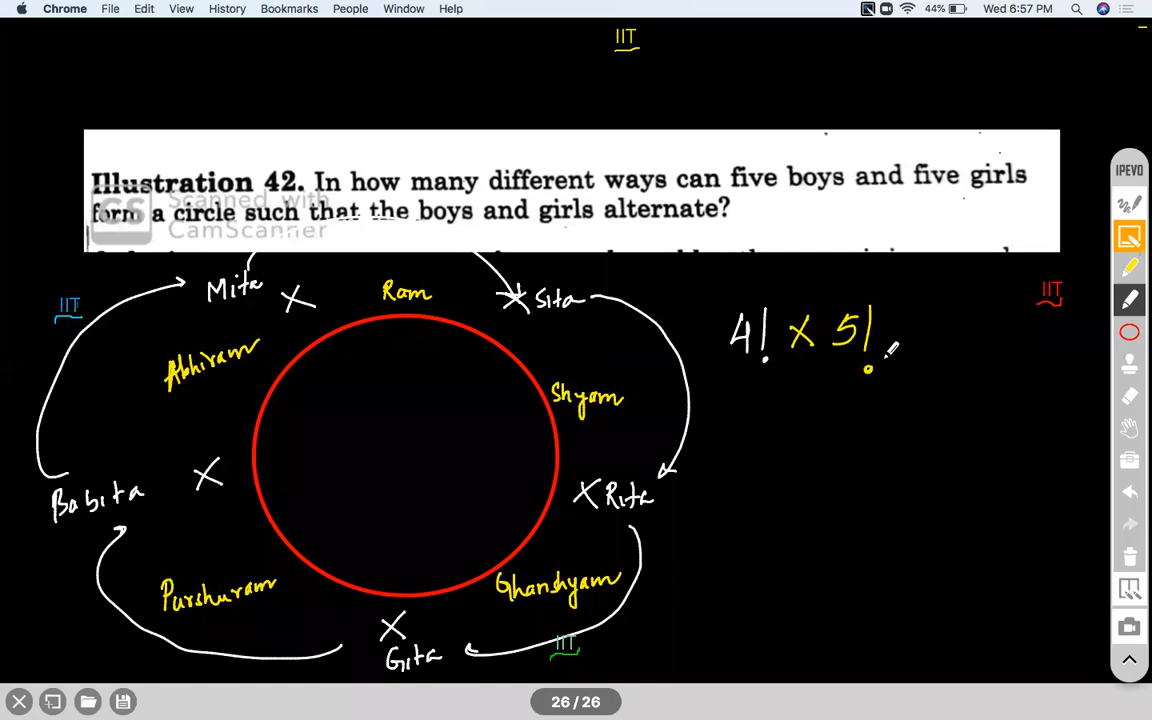 Chrome File Edit View History Bookmarks People Window Help 44% Wed 6:57 PM
IIT
Illustration 42. In how many different ways can five boys and five girls
form a circle such that the boys and girls alternate?
CS Scanned with
CamScanner
Mita X Ram X Sita
IIT
IIT
4! X 5!
Abhiram
Shyam
Babita X
X Rita
Parshuram
Ghanshyam
X
Gita
IIT
IPEVO
26 / 26